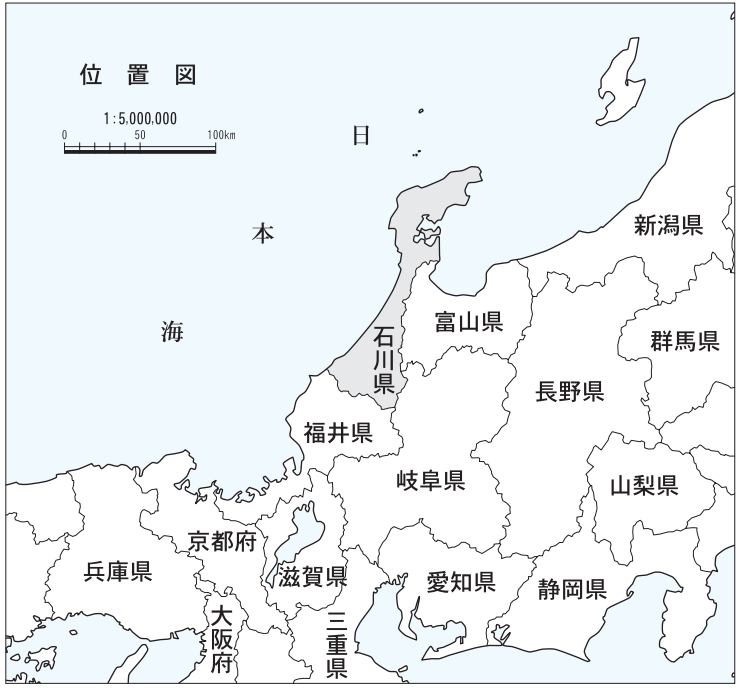 位置図
1:5,000,000
0 50 100km
日
本
海
新潟県
富山県
石川県
群馬県
長野県
福井県
岐阜県
山梨県
京都府
兵庫県
滋賀県
愛知県
静岡県
大阪府
三重県